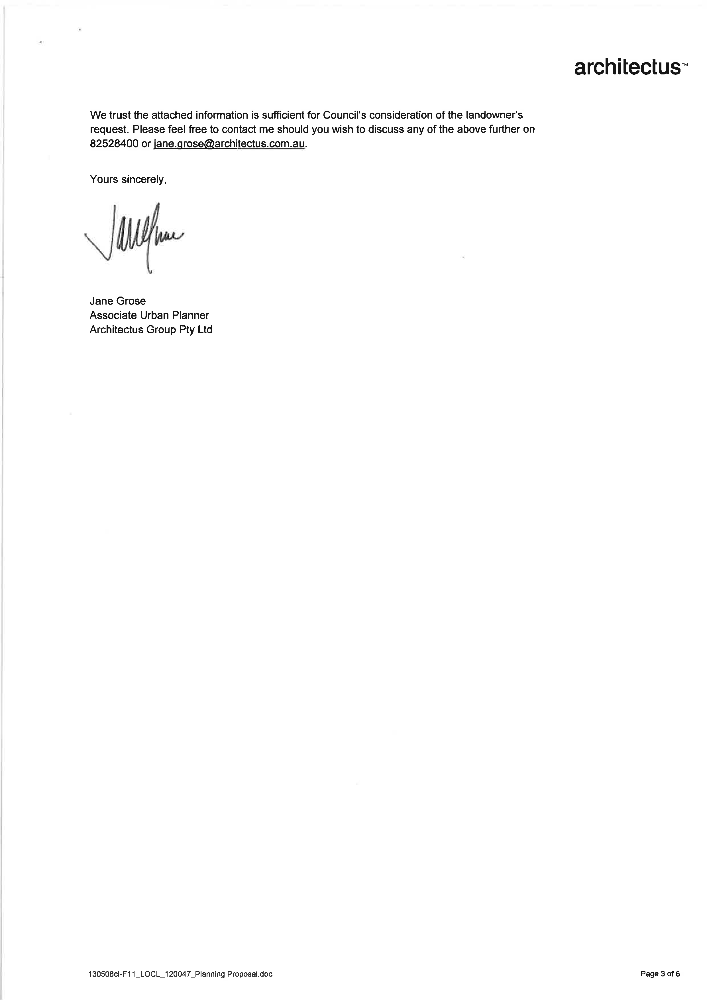 architectus™
We trust the attached information is sufficient for Council's consideration of the landowner's
request. Please feel free to contact me should you wish to discuss any of the above further on
82528400 or jane.grose@architectus.com.au.
Yours sincerely,
Jane Grose
Jane Grose
Associate Urban Planner
Architectus Group Pty Ltd
130508cl-F11_LOCL_120047_Planning Proposal.doc
Page 3 of 6